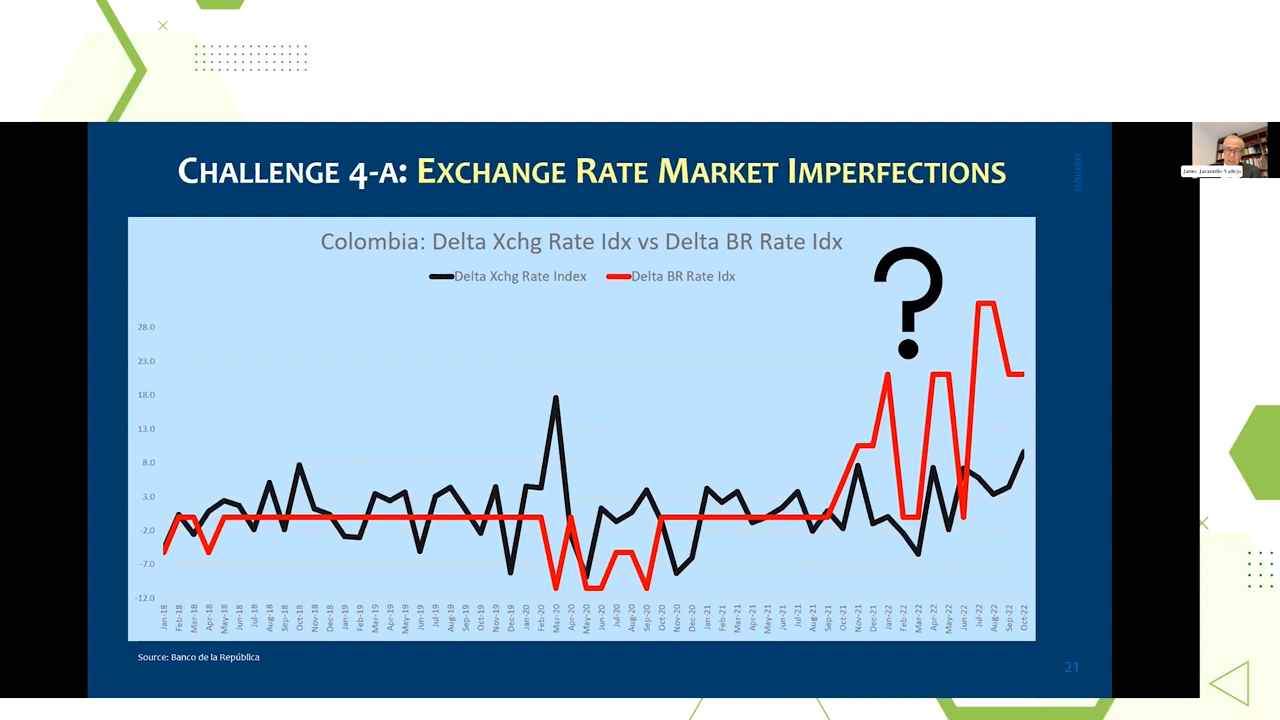 CHALLENGE 4-A: EXCHANGE RATE MARKET IMPERFECTIONS
25/11/2022
Jaime Jaramillo-Vallejo
Colombia: Delta Xchg Rate Idx vs Delta BR Rate Idx
Delta Xchg Rate Index
Delta BR Rate Idx
?
28.0
23.0
18.0
13.0
8.0
3.0
-2.0
-7.0
-12.0
Jan-18
Feb-18
Mar-18
Apr-18
May-18
Jun-18
Jul-18
Aug-18
Sep-18
Oct-18
Nov-18
Dec-18
Jan-19
Feb-19
Mar-19
Apr-19
May-19
Jun-19
Jul-19
Aug-19
Sep-19
Oct-19
Nov-19
Dec-19
Jan-20
Feb-20
Mar-20
Apr-20
May-20
Jun-20
Jul-20
Aug-20
Sep-20
Oct-20
Nov-20
Dec-20
Jan-21
Feb-21
Mar-21
Apr-21
May-21
Jun-21
Jul-21
Aug-21
Sep-21
Oct-21
Nov-21
Dec-21
Jan-22
Feb-22
Mar-22
Apr-22
May-22
Jun-22
Jul-22
Aug-22
Sep-22
Oct-22
Source: Banco de la República
21